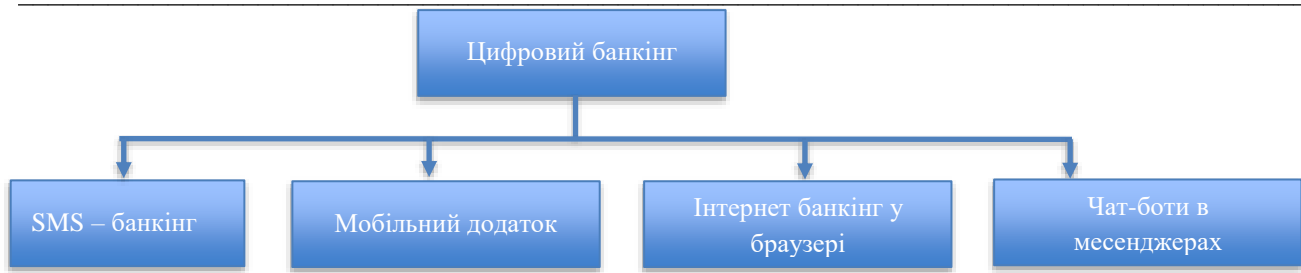 Цифровий банкінг
SMS – банкінг
Мобільний додаток
Інтернет банкінг у
браузері
Чат-боти в
месенджерах